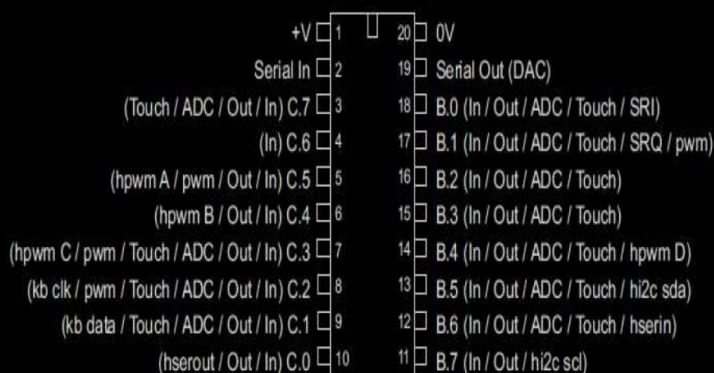 +V 1 20 0V
Serial In 2 19 Serial Out (DAC)
(Touch / ADC / Out / In) C.7 3 18 B.0 (In / Out / ADC / Touch / SRI)
(In) C.6 4 17 B.1 (In / Out / ADC / Touch / SRQ / pwm)
(hpwm A / pwm / Out / In) C.5 5 16 B.2 (In / Out / ADC / Touch)
(hpwm B / Out / In) C.4 6 15 B.3 (In / Out / ADC / Touch)
(hpwm C / pwm / Touch / ADC / Out / In) C.3 7 14 B.4 (In / Out / ADC / Touch / hpwm D)
(kb clk / pwm / Touch / ADC / Out / In) C.2 8 13 B.5 (In / Out / ADC / Touch / hi2c sda)
(kb data / Touch / ADC / Out / In) C.1 9 12 B.6 (In / Out / ADC / Touch / hserin)
(hserout / Out / In) C.0 10 11 B.7 (In / Out / hi2c scl)